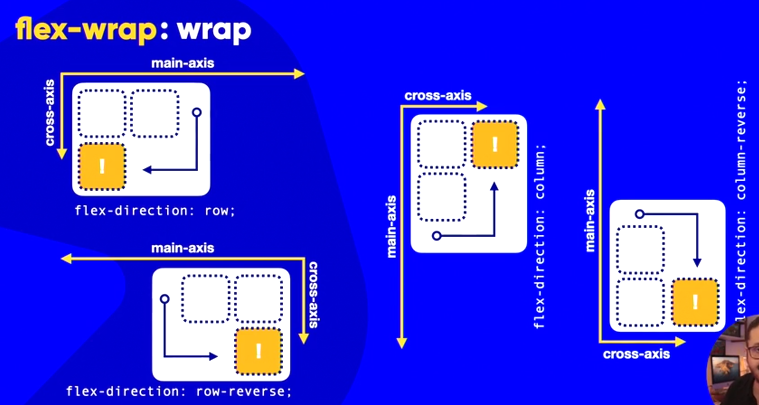 flex-wrap: wrap
main-axis
cross-axis
!
flex-direction: row;
main-axis
cross-axis
!
flex-direction: row-reverse;
cross-axis
main-axis
!
flex-direction: column;
main-axis
!
cross-axis
lex-direction: column-reverse;